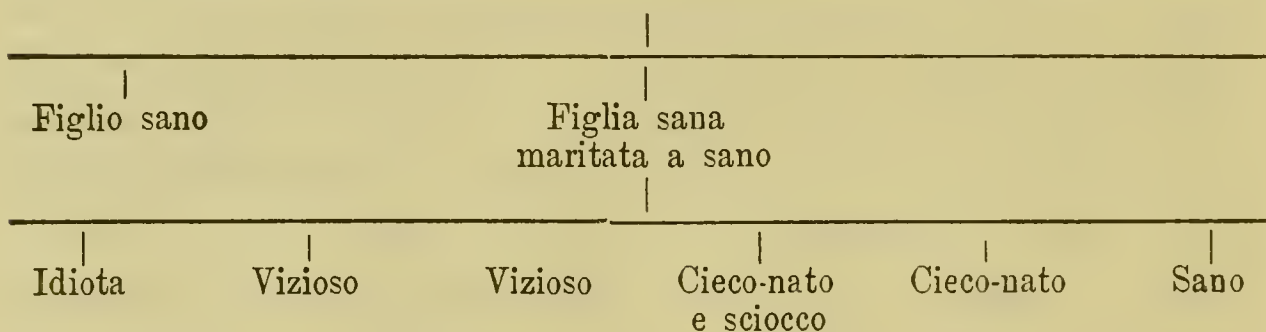 Figlio sano Figlia sana
maritata a sano
Idiota Vizioso Vizioso Cieco-nato Cieco-nato Sano
e sciocco